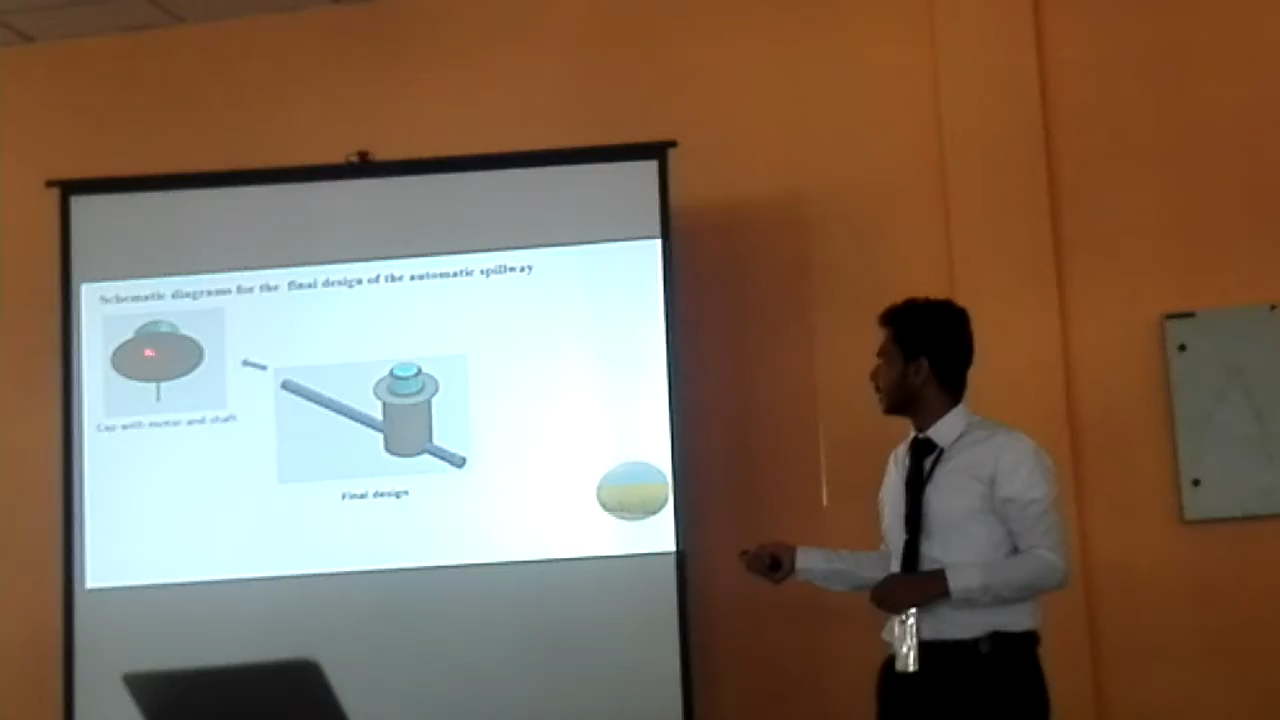 Schematic diagrams for the final design of the automatic spillway
Cap with motor and shaft
Final design